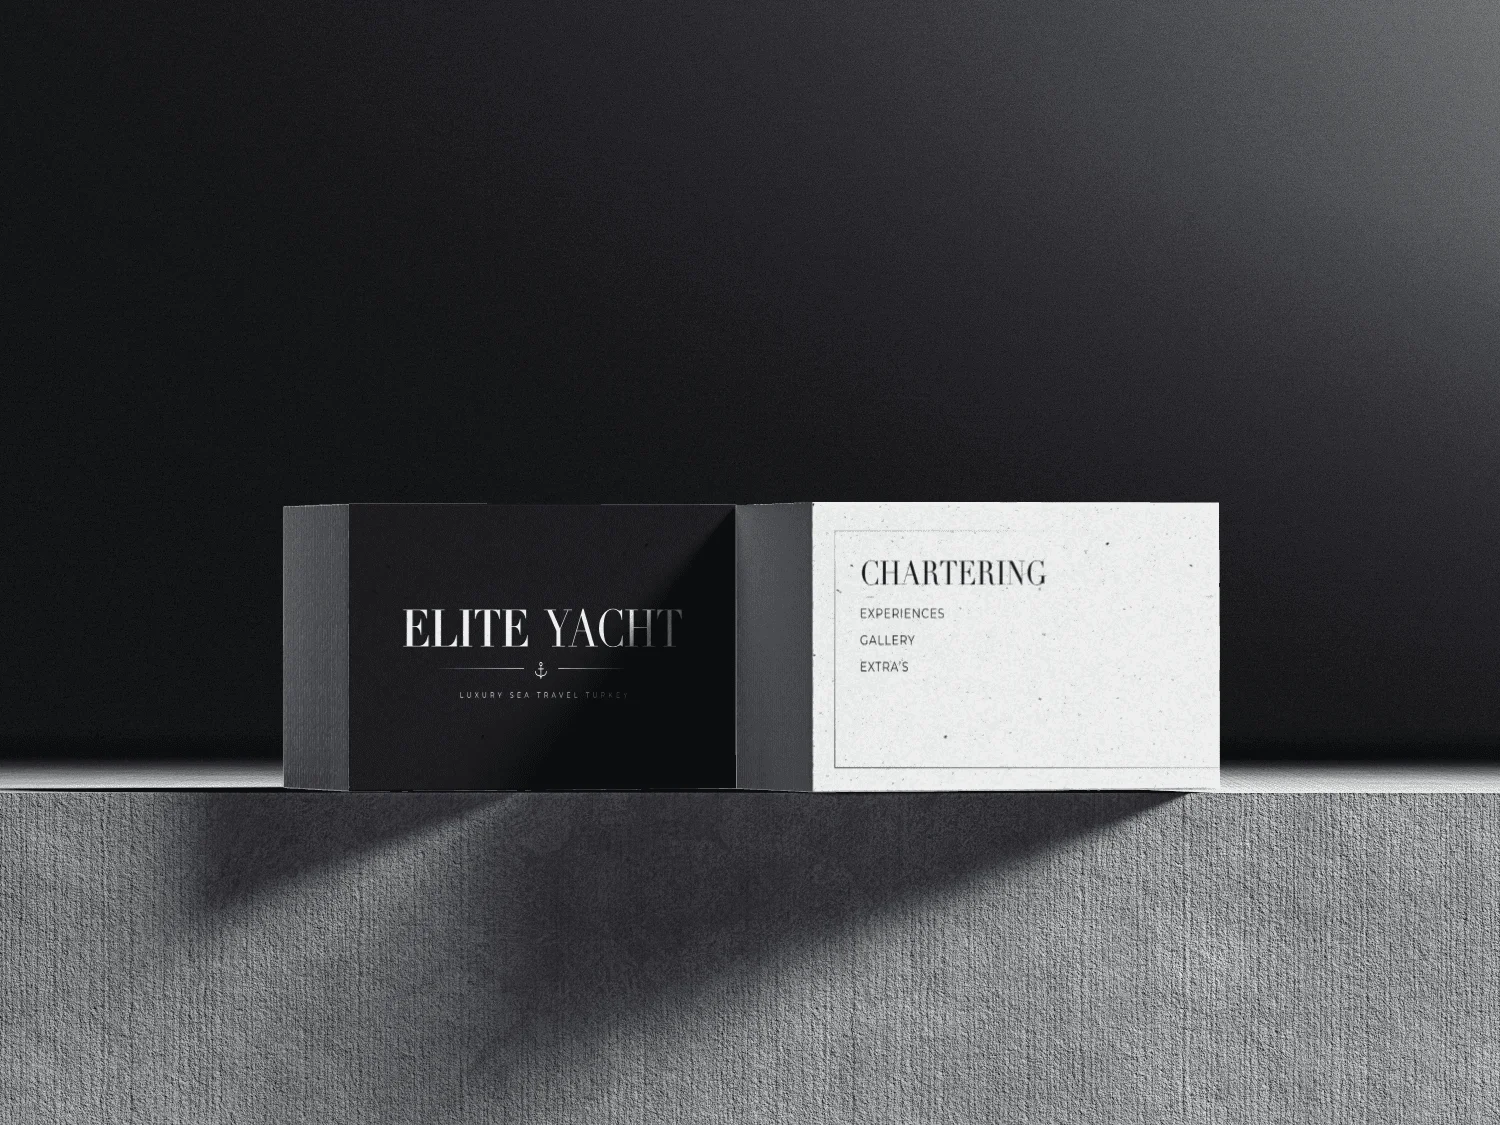 ELITE YACHT
LUXURY SEA TRAVEL TURKEY
CHARTERING
EXPERIENCES
GALLERY
EXTRA'S